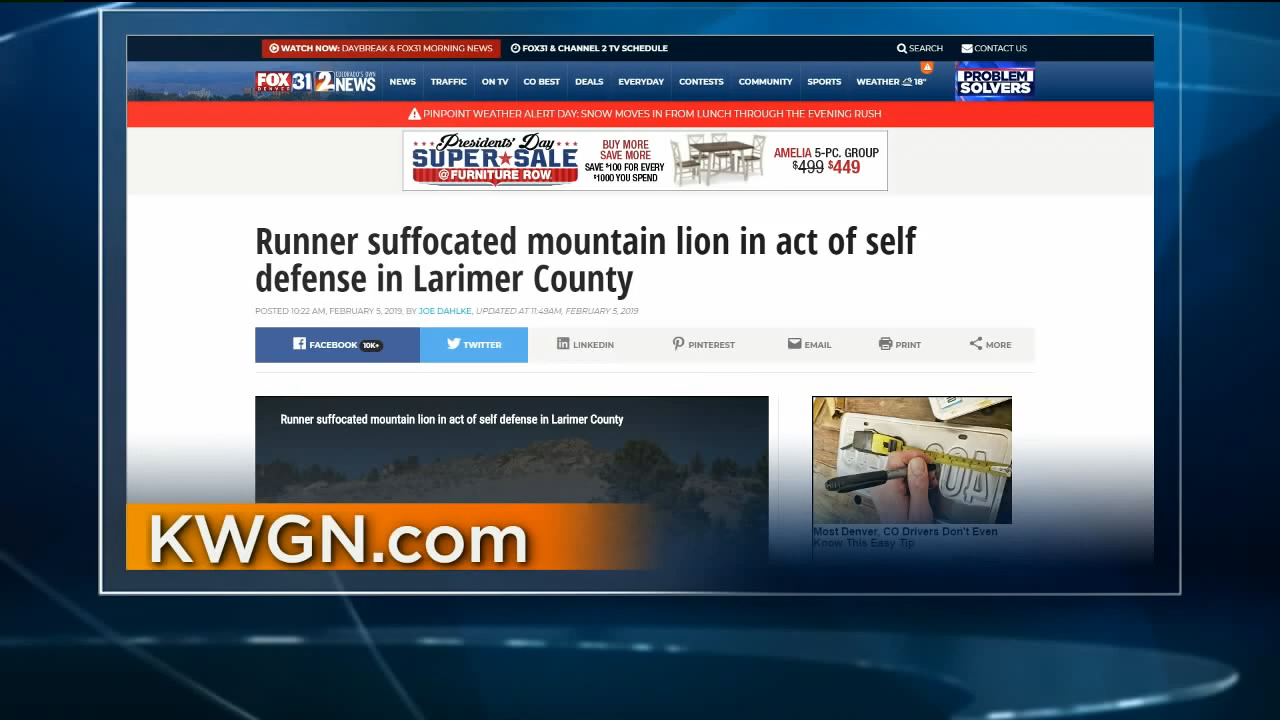 WATCH NOW: DAYBREAK & FOX31 MORNING NEWS FOX31 & CHANNEL 2 TV SCHEDULE SEARCH CONTACT US
FOX 31 DENVER 2 COLORADO'S OWN NEWS NEWS TRAFFIC ON TV CO BEST DEALS EVERYDAY CONTESTS COMMUNITY SPORTS WEATHER 18° PROBLEM SOLVERS
PINPOINT WEATHER ALERT DAY: SNOW MOVES IN FROM LUNCH THROUGH THE EVENING RUSH
Presidents' Day
SUPER SALE
@ FURNITURE ROW.
BUY MORE
SAVE MORE
SAVE $100 FOR EVERY
$1000 YOU SPEND
AMELIA 5-PC. GROUP
$499 $449
Runner suffocated mountain lion in act of self
defense in Larimer County
POSTED 10:22 AM, FEBRUARY 5, 2019, BY JOE DAHLKE, UPDATED AT 11:49AM, FEBRUARY 5, 2019
FACEBOOK 10K+ TWITTER LINKEDIN PINTEREST EMAIL PRINT MORE
Runner suffocated mountain lion in act of self defense in Larimer County
Most Denver, CO Drivers Don't Even
Know This Easy Tip
KWGN.com